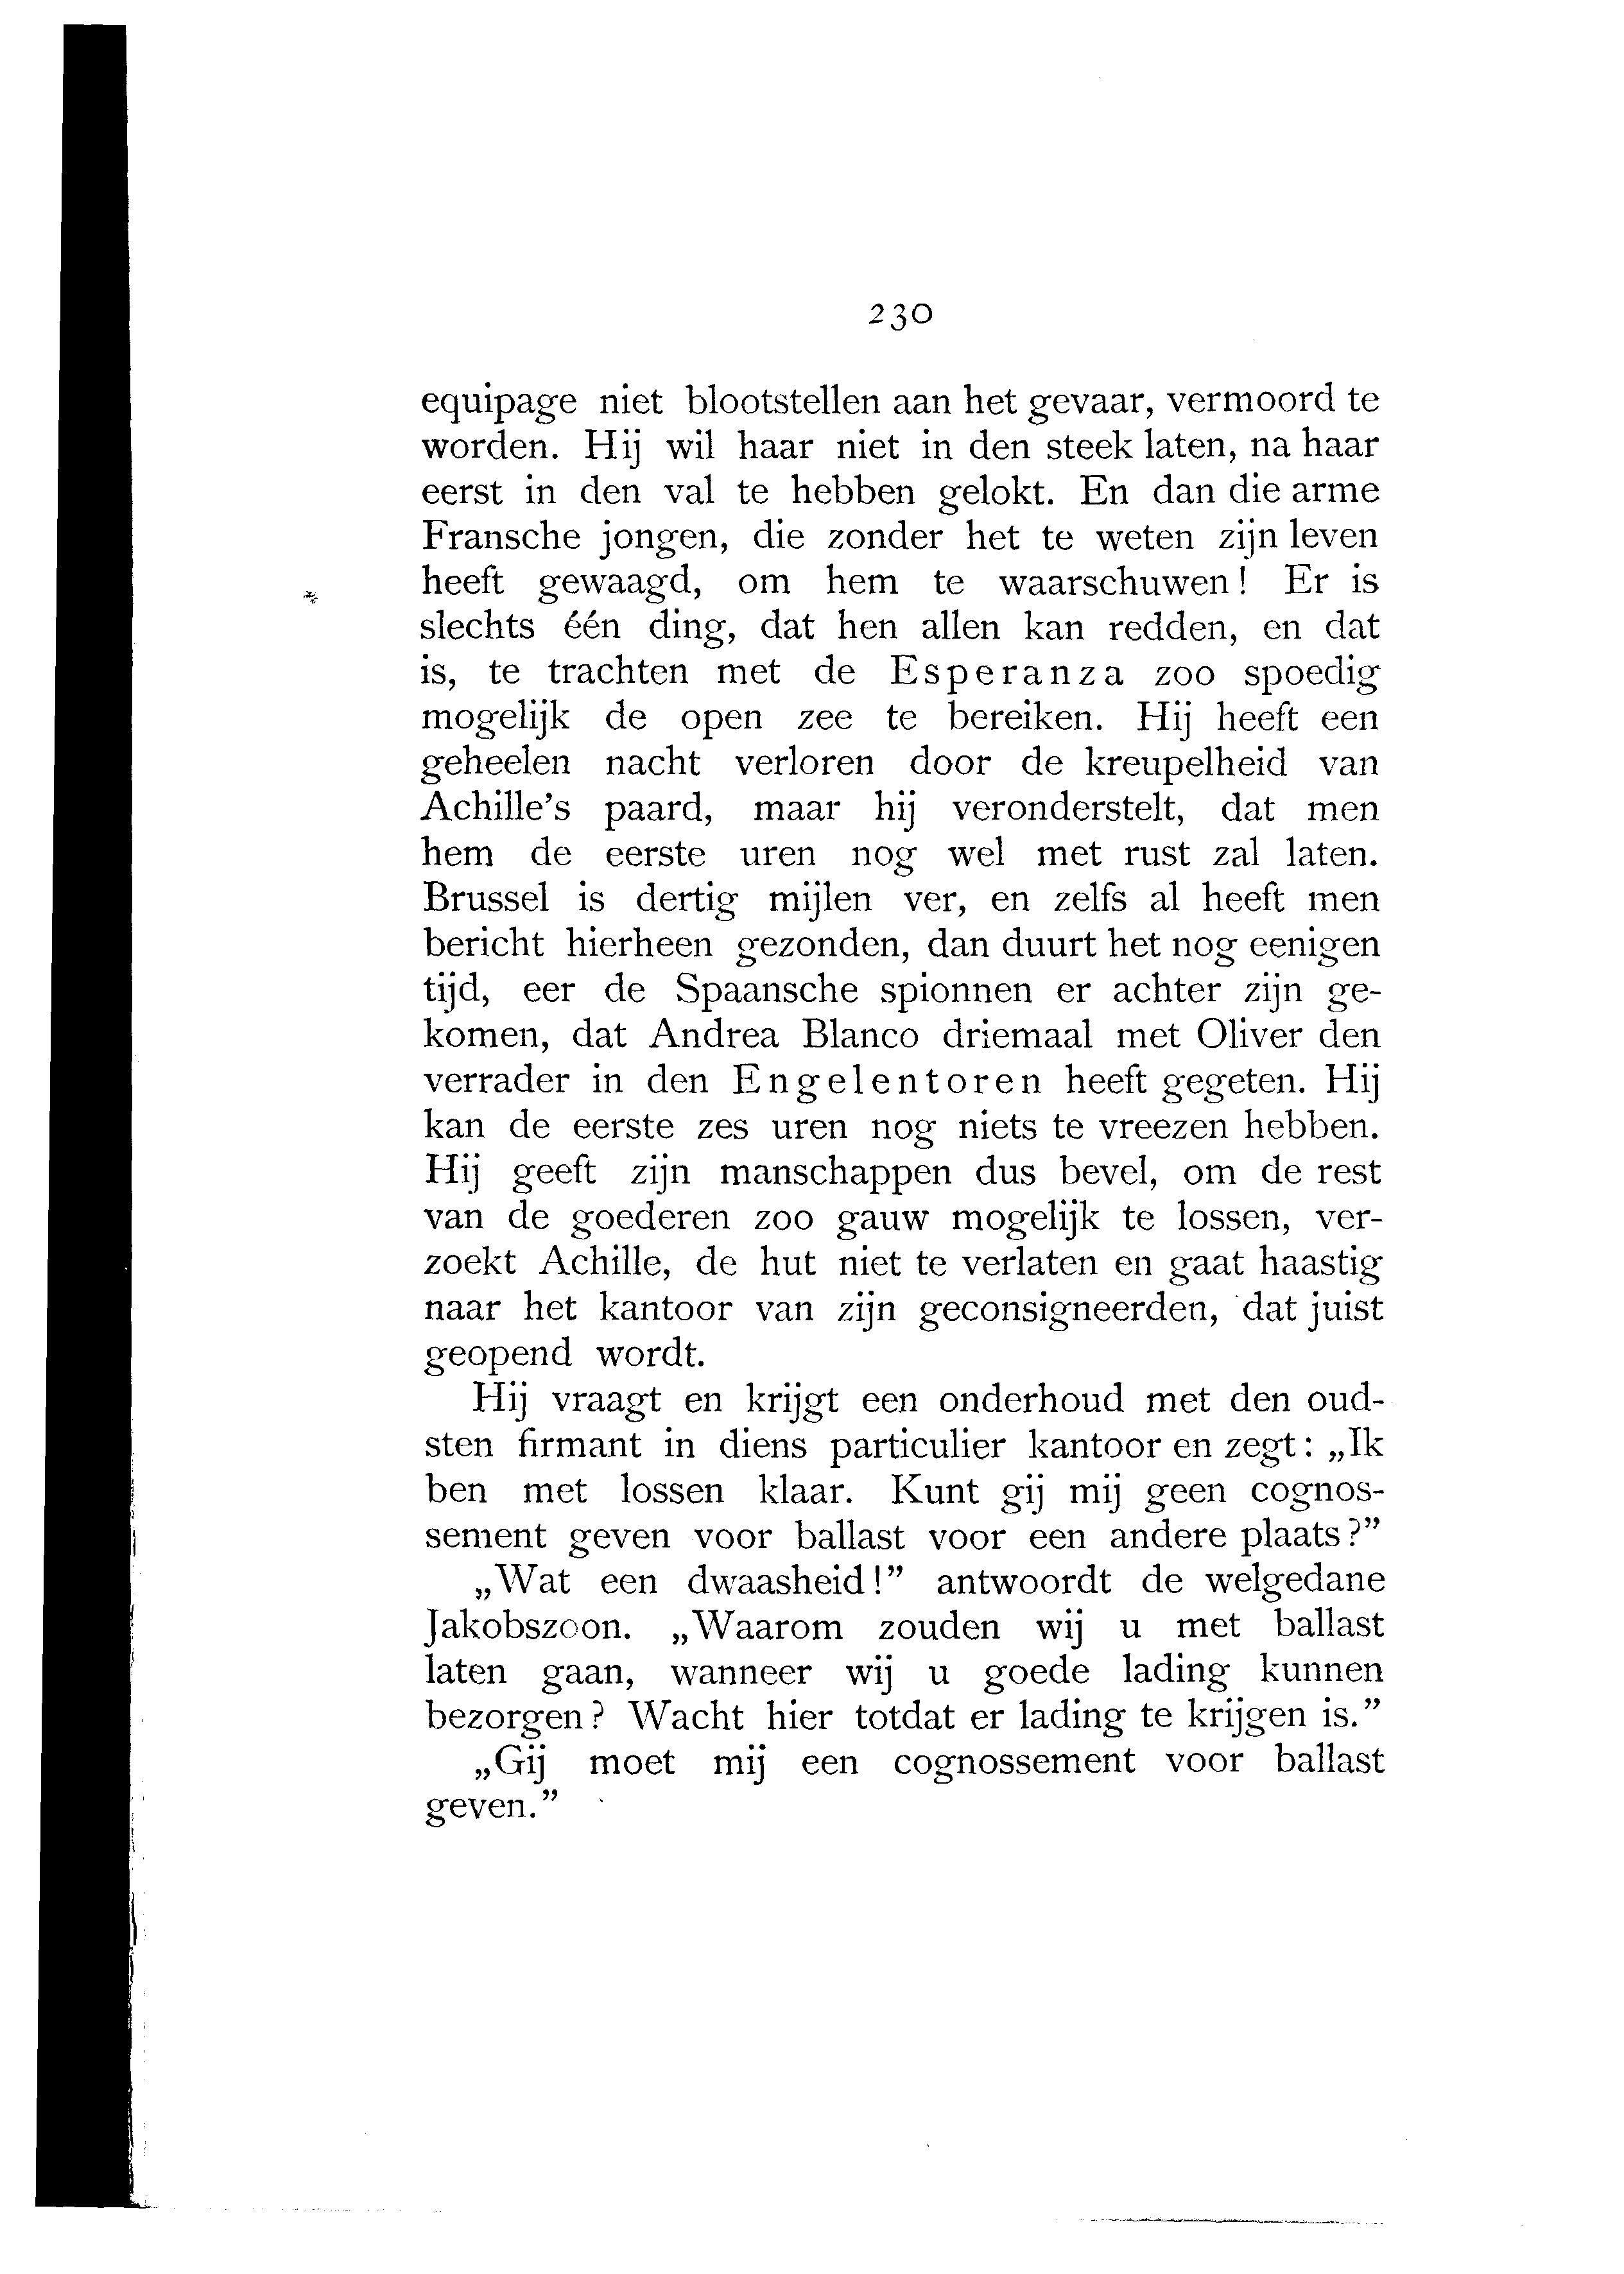 230
equipage niet blootstellen aan het gevaar, vermoord te
worden. Hij wil haar niet in den steek laten, na haar
eerst in den val te hebben gelokt. En dan die arme
Fransche jongen, die zonder het te weten zijn leven
heeft gewaagd, om hem te waarschuwen! Er is
slechts één ding, dat hen allen kan redden, en dat
is, te trachten met de Esperanza zoo spoedig
mogelijk de open zee te bereiken. Hij heeft een
geheelen nacht verloren door de kreupelheid van
Achille's paard, maar hij veronderstelt, dat men
hem de eerste uren nog wel met rust zal laten.
Brussel is dertig mijlen ver, en zelfs al heeft men
bericht hierheen gezonden, dan duurt het nog eenigen
tijd, eer de Spaansche spionnen er achter zijn ge-
komen, dat Andrea Blanco driemaal met Oliver den
verrader in den Engelentoren heeft gegeten. Hij
kan de eerste zes uren nog niets te vreezen hebben.
Hij geeft zijn manschappen dus bevel, om de rest
van de goederen zoo gauw mogelijk te lossen, ver-
zoekt Achille, de hut niet te verlaten en gaat haastig
naar het kantoor van zijn geconsigneerden, dat juist
geopend wordt.
Hij vraagt en krijgt een onderhoud met den oud-
sten firmant in diens particulier kantoor en zegt: „Ik
ben met lossen klaar. Kunt gij mij geen cognos-
sement geven voor ballast voor een andere plaats?”
„Wat een dwaasheid!” antwoordt de welgedane
Jakobszoon. „Waarom zouden wij u met ballast
laten gaan, wanneer wij u goede lading kunnen
bezorgen? Wacht hier totdat er lading te krijgen is.”
„Gij moet mij een cognossement voor ballast
geven.”